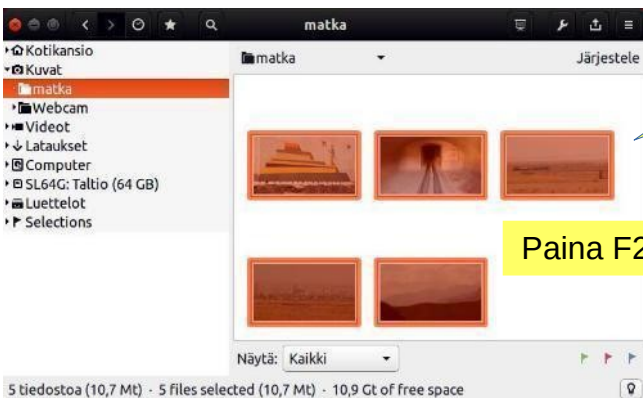 matka
Kotikansio
Kuvat
matka
Webcam
Videot
Lataukset
Computer
SL64G: Taltio (64 GB)
Luettelot
Selections
matka
Järjestele
Paina F2
Näytä: Kaikki
5 tiedostoa (10,7 Mt) · 5 files selected (10,7 Mt) · 10,9 Gt of free space